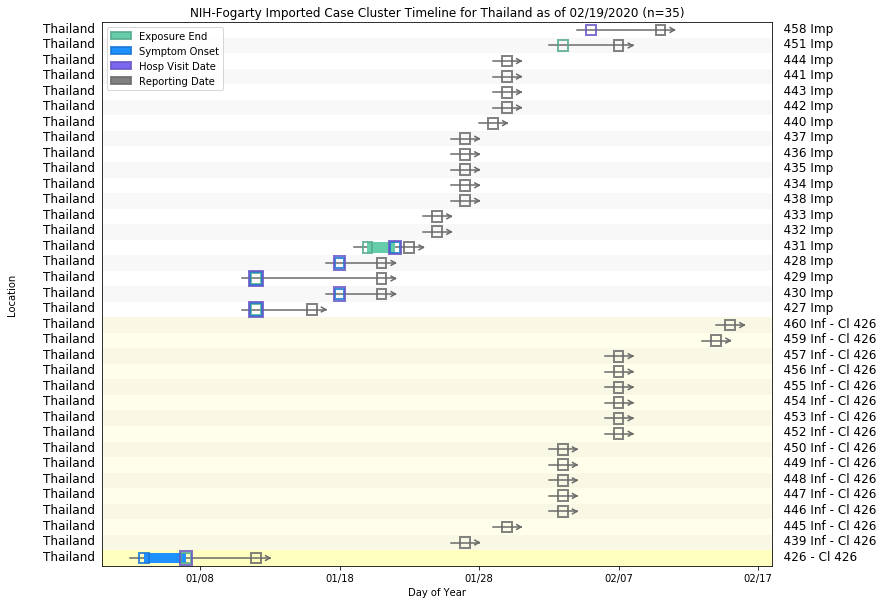 NIH-Fogarty Imported Case Cluster Timeline for Thailand as of 02/19/2020 (n=35)
Exposure End
Symptom Onset
Hosp Visit Date
Reporting Date
Thailand 458 Imp
Thailand 451 Imp
Thailand 444 Imp
Thailand 441 Imp
Thailand 443 Imp
Thailand 442 Imp
Thailand 440 Imp
Thailand 437 Imp
Thailand 436 Imp
Thailand 435 Imp
Thailand 434 Imp
Thailand 438 Imp
Thailand 433 Imp
Thailand 432 Imp
Thailand 431 Imp
Thailand 428 Imp
Thailand 429 Imp
Thailand 430 Imp
Thailand 427 Imp
Thailand 460 Inf - Cl 426
Thailand 459 Inf - Cl 426
Thailand 457 Inf - Cl 426
Thailand 456 Inf - Cl 426
Thailand 455 Inf - Cl 426
Thailand 454 Inf - Cl 426
Thailand 453 Inf - Cl 426
Thailand 452 Inf - Cl 426
Thailand 450 Inf - Cl 426
Thailand 449 Inf - Cl 426
Thailand 448 Inf - Cl 426
Thailand 447 Inf - Cl 426
Thailand 446 Inf - Cl 426
Thailand 445 Inf - Cl 426
Thailand 439 Inf - Cl 426
Thailand 426 - Cl 426
Location
01/08 01/18 01/28 02/07 02/17
Day of Year